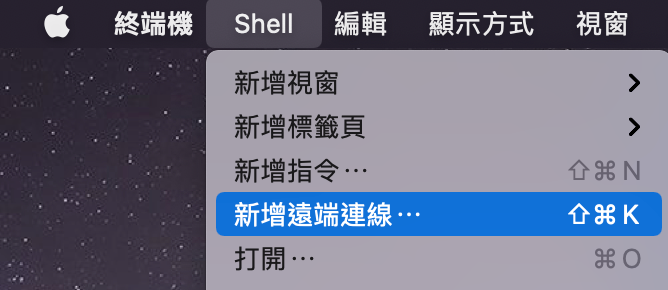 終端機 Shell 編輯 顯示方式 視窗
新增視窗
新增標籤頁
新增指令⋯ ⇧⌘N
新增遠端連線⋯ ⇧⌘K
打開⋯ ⌘O